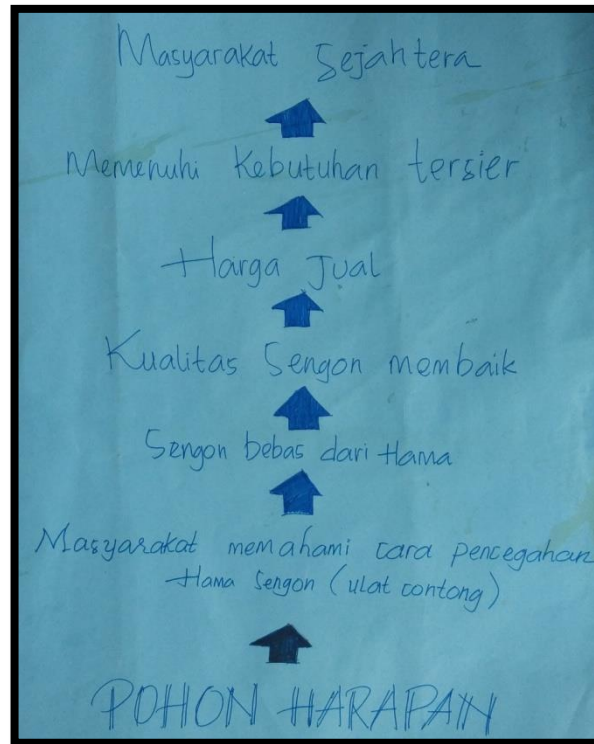 Masyarakat Sejahtera
Memenuhi Kebutuhan tersier
Harga Jual
Kualitas Sengon membaik
Sengon bebas dari Hama
Masyarakat memahami cara pencegahan
Hama Sengon (ulat contong)
POHON HARAPAN